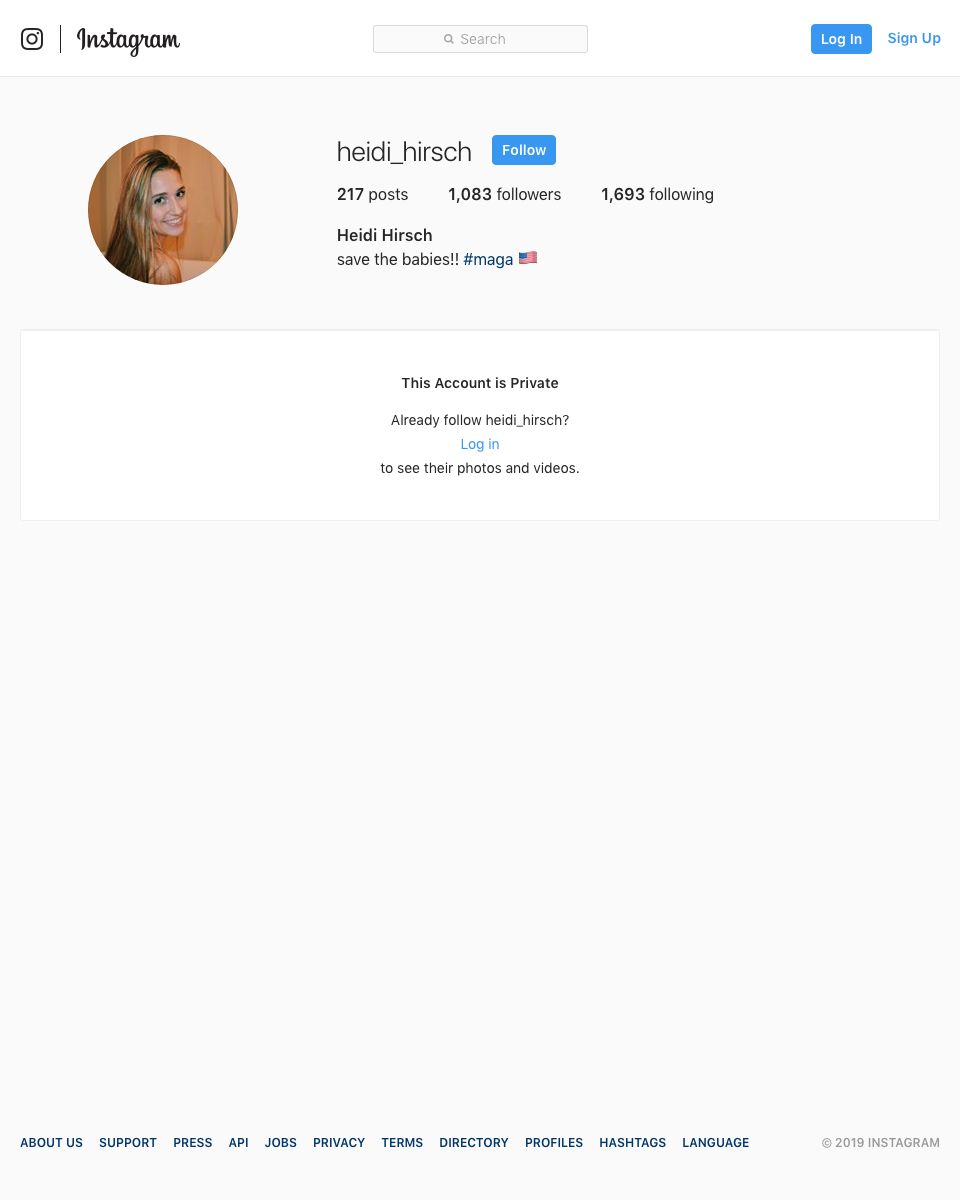 Instagram
Search
Log In
Sign Up
heidi_hirsch
Follow
217 posts 1,083 followers 1,693 following
Heidi Hirsch
save the babies!! #maga 🇺🇸
This Account is Private
Already follow heidi_hirsch?
Log in
to see their photos and videos.
ABOUT US SUPPORT PRESS API JOBS PRIVACY TERMS DIRECTORY PROFILES HASHTAGS LANGUAGE © 2019 INSTAGRAM